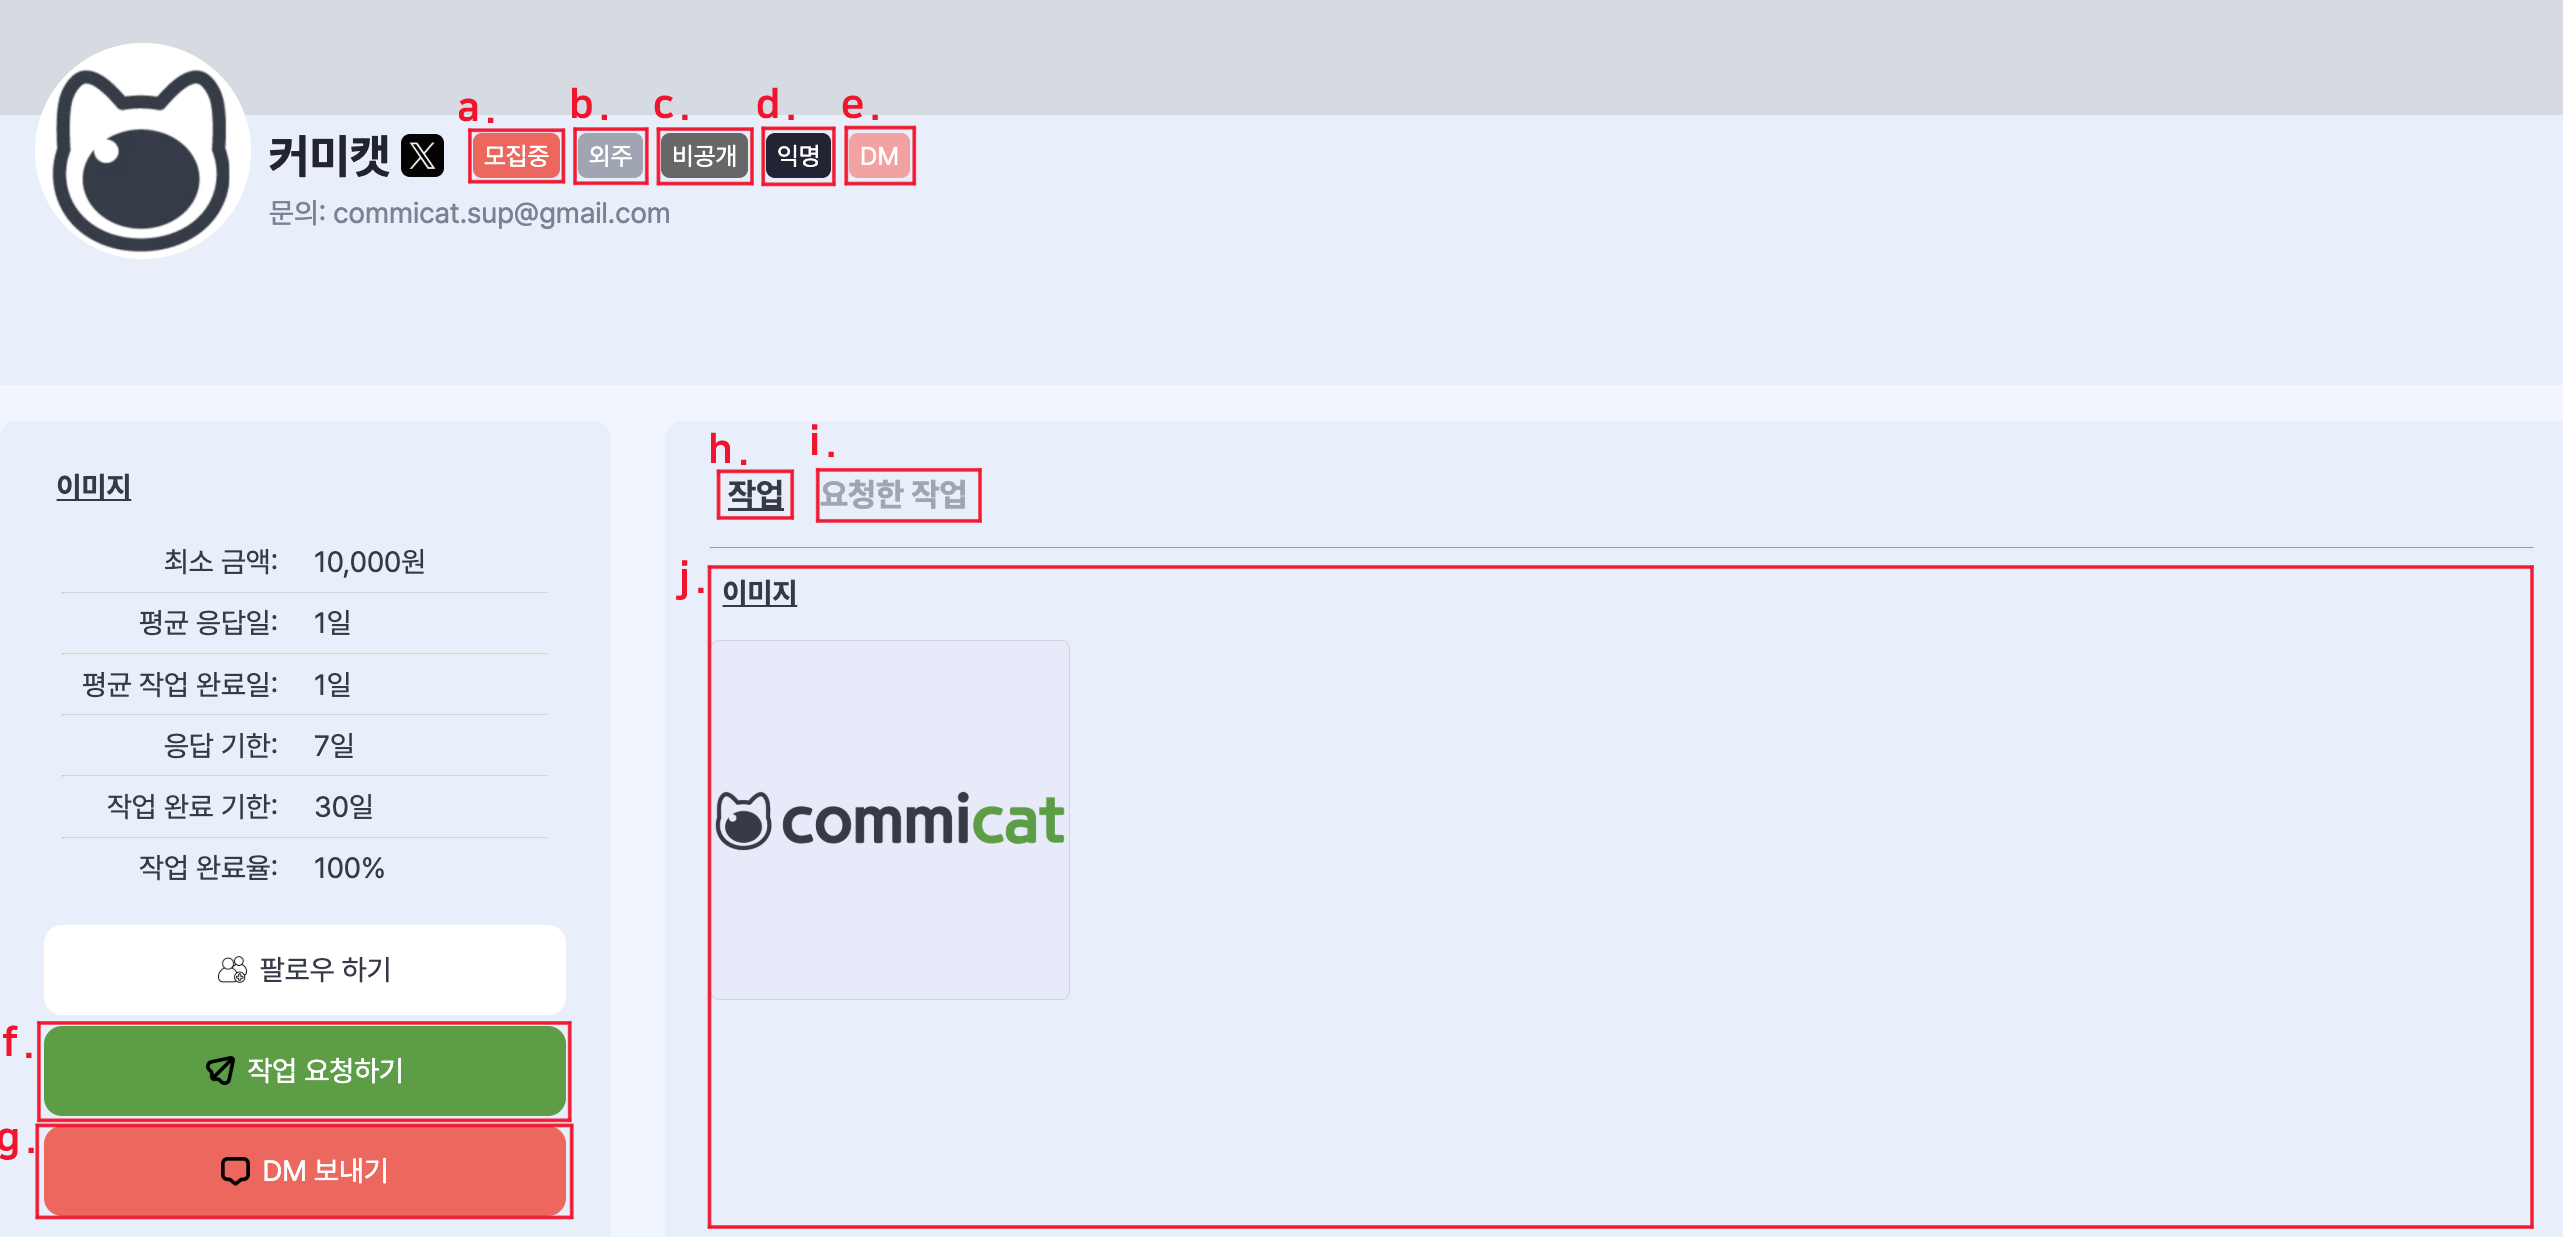 a. b. c. d. e.
커미캣 모집중 외주 비공개 익명 DM
문의: commicat.sup@gmail.com
이미지
최소 금액: 10,000원
평균 응답일: 1일
평균 작업 완료일: 1일
응답 기한: 7일
작업 완료 기한: 30일
작업 완료율: 100%
팔로우 하기
f. 작업 요청하기
g. DM 보내기
h. i.
작업 요청한 작업
j. 이미지
commicat